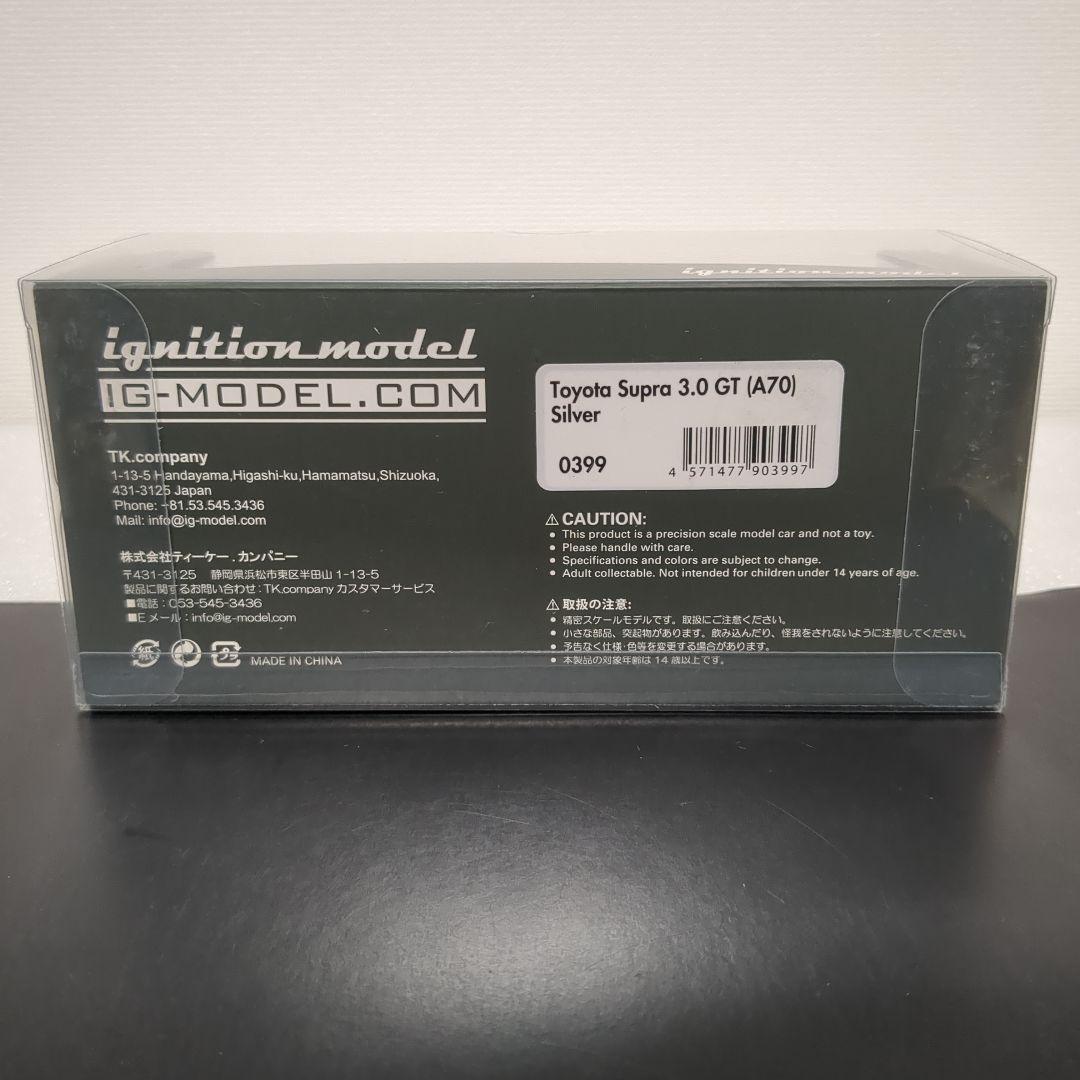 ignition model
ignition model
IG-MODEL.COM
TK.company
1-13-5 Handayama,Higashi-ku,Hamamatsu,Shizuoka,
431-3125 Japan
Phone: +81.53.545.3436
Mail: info@ig-model.com
株式会社ティーケー.カンパニー
〒431-3125 静岡県浜松市東区半田山 1-13-5
製品に関するお問い合わせ:TK.company カスタマーサービス
■電話:053-545-3436
■Eメール:info@ig-model.com
紙
プラ
MADE IN CHINA
Toyota Supra 3.0 GT (A70)
Silver
0399
4 571477 903997
⚠ CAUTION:
• This product is a precision scale model car and not a toy.
• Please handle with care.
• Specifications and colors are subject to change.
• Adult collectable. Not intended for children under 14 years of age.
⚠ 取扱の注意:
• 精密スケールモデルです。取扱にご注意ください。
• 小さな部品、突起物があります。飲み込んだり、怪我をされないように注意してください。
• 予告なく仕様・色等を変更する場合があります。
• 本製品の対象年齢は 14 歳以上です。